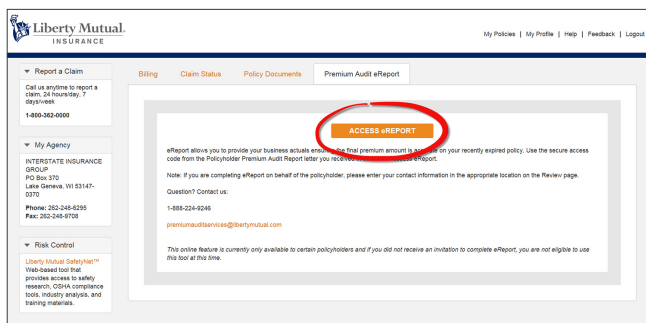 Liberty Mutual.
INSURANCE
My Policies | My Profile | Help | Feedback | Logout
Report a Claim
Call us anytime to report a
claim, 24 hours/day, 7
days/week
1-800-362-0000
My Agency
INTERSTATE INSURANCE
GROUP
PO Box 370
Lake Geneva, WI 53147-
0370
Phone: 262-248-6295
Fax: 262-248-9708
Risk Control
Liberty Mutual SafetyNet™
Web-based tool that
provides access to safety
research, OSHA compliance
tools, industry analysis, and
training materials.
Billing Claim Status Policy Documents Premium Audit eReport
ACCESS eREPORT
eReport allows you to provide your business actuals ensuring the final premium amount is accurate on your recently expired policy. Use the secure access
code from the Policyholder Premium Audit Report letter you received eReport.
Note: If you are completing eReport on behalf of the policyholder, please enter your contact information in the appropriate location on the Review page.
Question? Contact us:
1-888-224-9246
premiumauditservices@libertymutual.com
This online feature is currently only available to certain policyholders and if you did not receive an invitation to complete eReport, you are not eligible to use
this tool at this time.